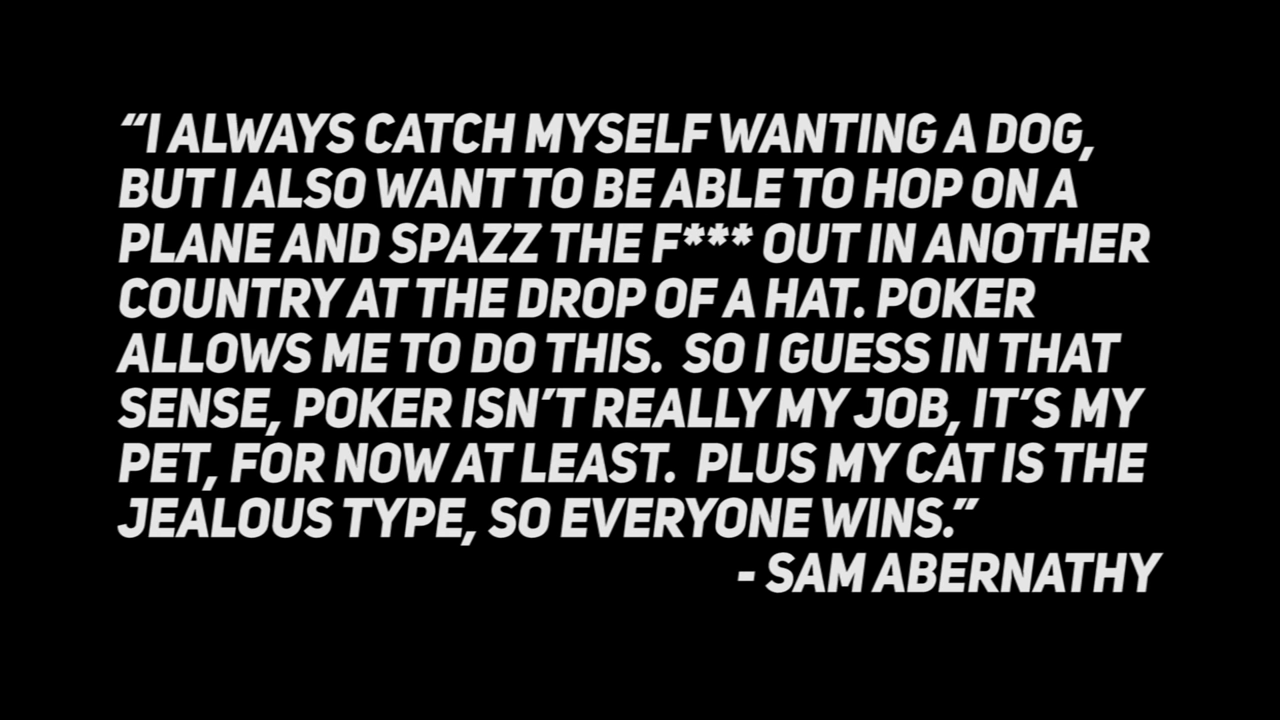 “I ALWAYS CATCH MYSELF WANTING A DOG,
BUT I ALSO WANT TO BE ABLE TO HOP ON A
PLANE AND SPAZZ THE F*** OUT IN ANOTHER
COUNTRY AT THE DROP OF A HAT. POKER
ALLOWS ME TO DO THIS.  SO I GUESS IN THAT
SENSE, POKER ISN’T REALLY MY JOB, IT’S MY
PET, FOR NOW AT LEAST.  PLUS MY CAT IS THE
JEALOUS TYPE, SO EVERYONE WINS.”
- SAM ABERNATHY